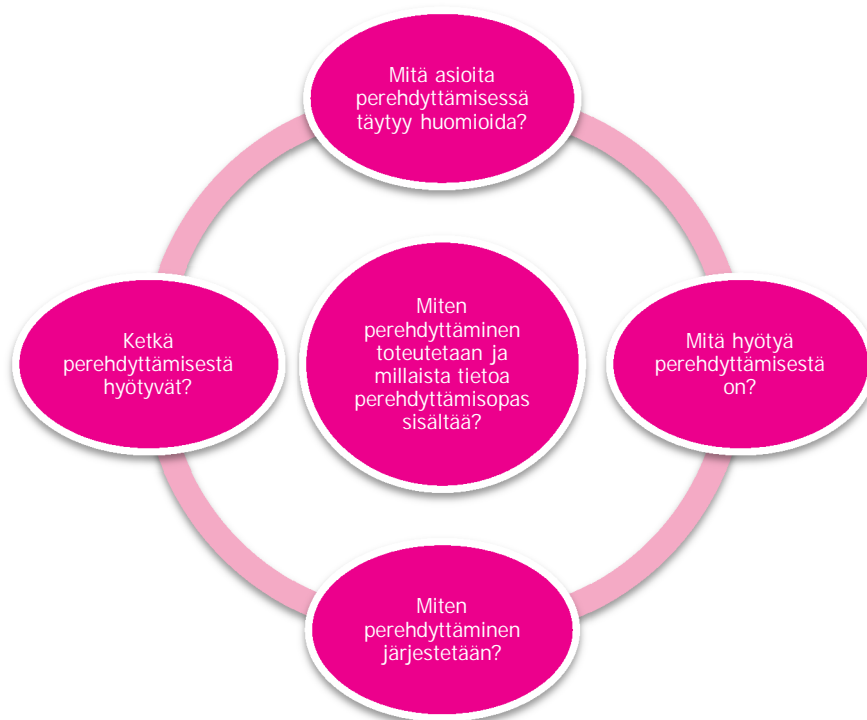 Mitä asioita
perehdyttämisessä
täytyy huomioida?
Ketkä
perehdyttämisestä
hyötyvät?
Miten
perehdyttäminen
toteutetaan ja
millaista tietoa
perehdyttämisopas
sisältää?
Mitä hyötyä
perehdyttämisestä
on?
Miten
perehdyttäminen
järjestetään?